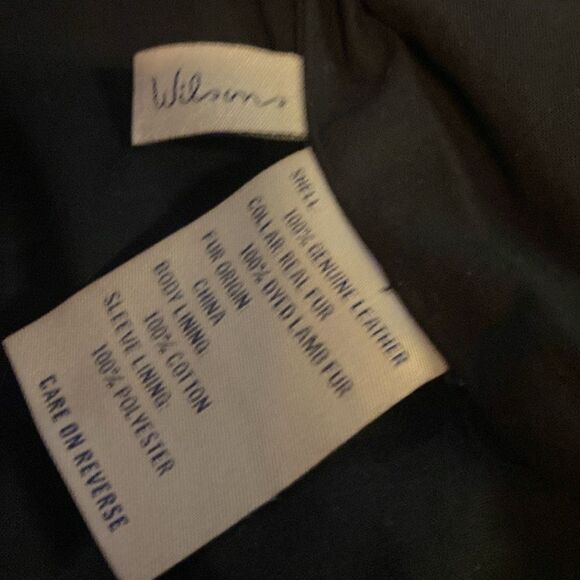 Wilsons
SHELL
100% GENUINE LEATHER
COLLAR: REAL FUR
100% DYED LAMB FUR
FUR ORIGIN
CHINA
BODY LINING:
100% COTTON
SLEEVE LINING:
100% POLYESTER
CARE ON REVERSE